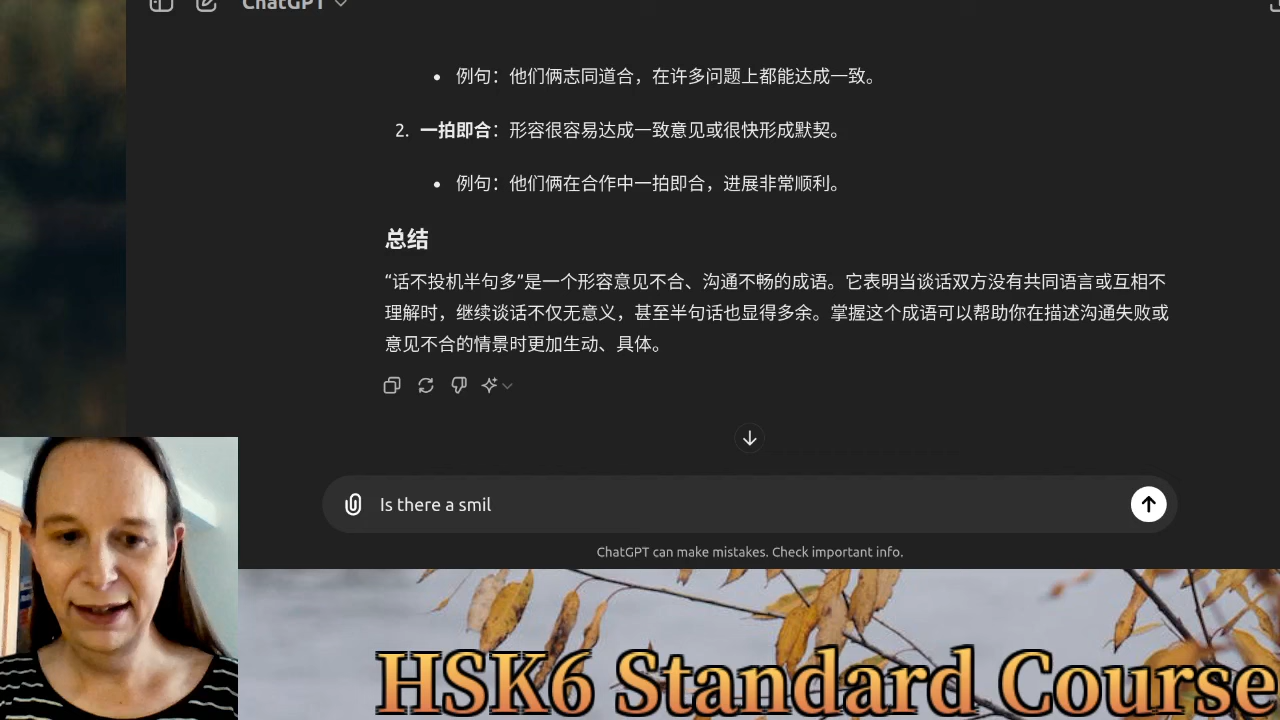 ChatGPT
• 例句：他们俩志同道合，在许多问题上都能达成一致。
2. 一拍即合：形容很容易达成一致意见或很快形成默契。
• 例句：他们俩在合作中一拍即合，进展非常顺利。
总结
“话不投机半句多”是一个形容意见不合、沟通不畅的成语。它表明当谈话双方没有共同语言或互相不
理解时，继续谈话不仅无意义，甚至半句话也显得多余。掌握这个成语可以帮助你在描述沟通失败或
意见不合的情景时更加生动、具体。
Is there a smil
ChatGPT can make mistakes. Check important info.
HSK6 Standard Course